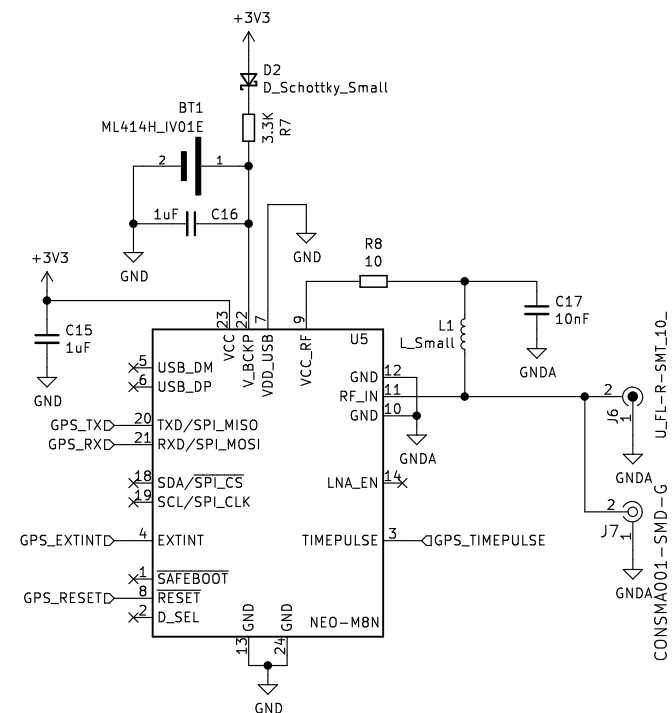 +3V3
D2
D_Schottky_Small
BT1
ML414H_IV01E
3.3K
R7
2
1
1uF
C16
GND
GND
+3V3
C15
1uF
GND
R8
10
L1
L_Small
C17
10nF
GNDA
23
22
7
9
VCC
V_BCKP
VDD_USB
VCC_RF
U5
5
USB_DM
6
USB_DP
GPS_TX
20
TXD/SPI_MISO
GPS_RX
21
RXD/SPI_MOSI
18
SDA/SPI_CS
19
SCL/SPI_CLK
GPS_EXTINT
4
EXTINT
1
SAFEBOOT
GPS_RESET
8
RESET
2
D_SEL
GND
12
RF_IN
11
GND
10
GNDA
LNA_EN
14
TIMEPULSE
3
GPS_TIMEPULSE
GND
GND
13
24
NEO-M8N
GND
2
1
J6
U_FL-R-SMT_10_
GNDA
2
1
J7
CONSMA001-SMD-G
GNDA